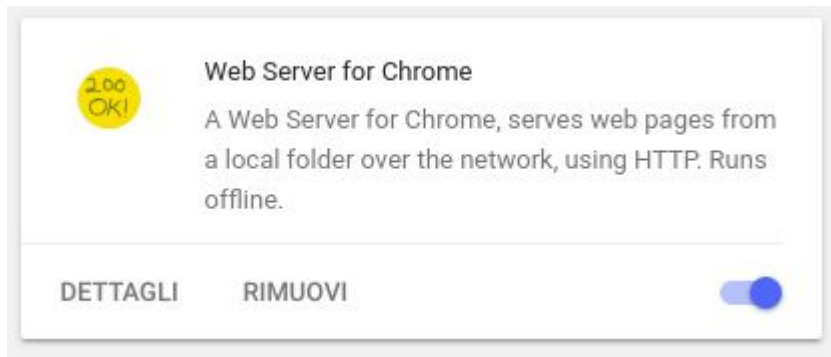 200
OK!
Web Server for Chrome
A Web Server for Chrome, serves web pages from
a local folder over the network, using HTTP. Runs
offline.
DETTAGLI RIMUOVI